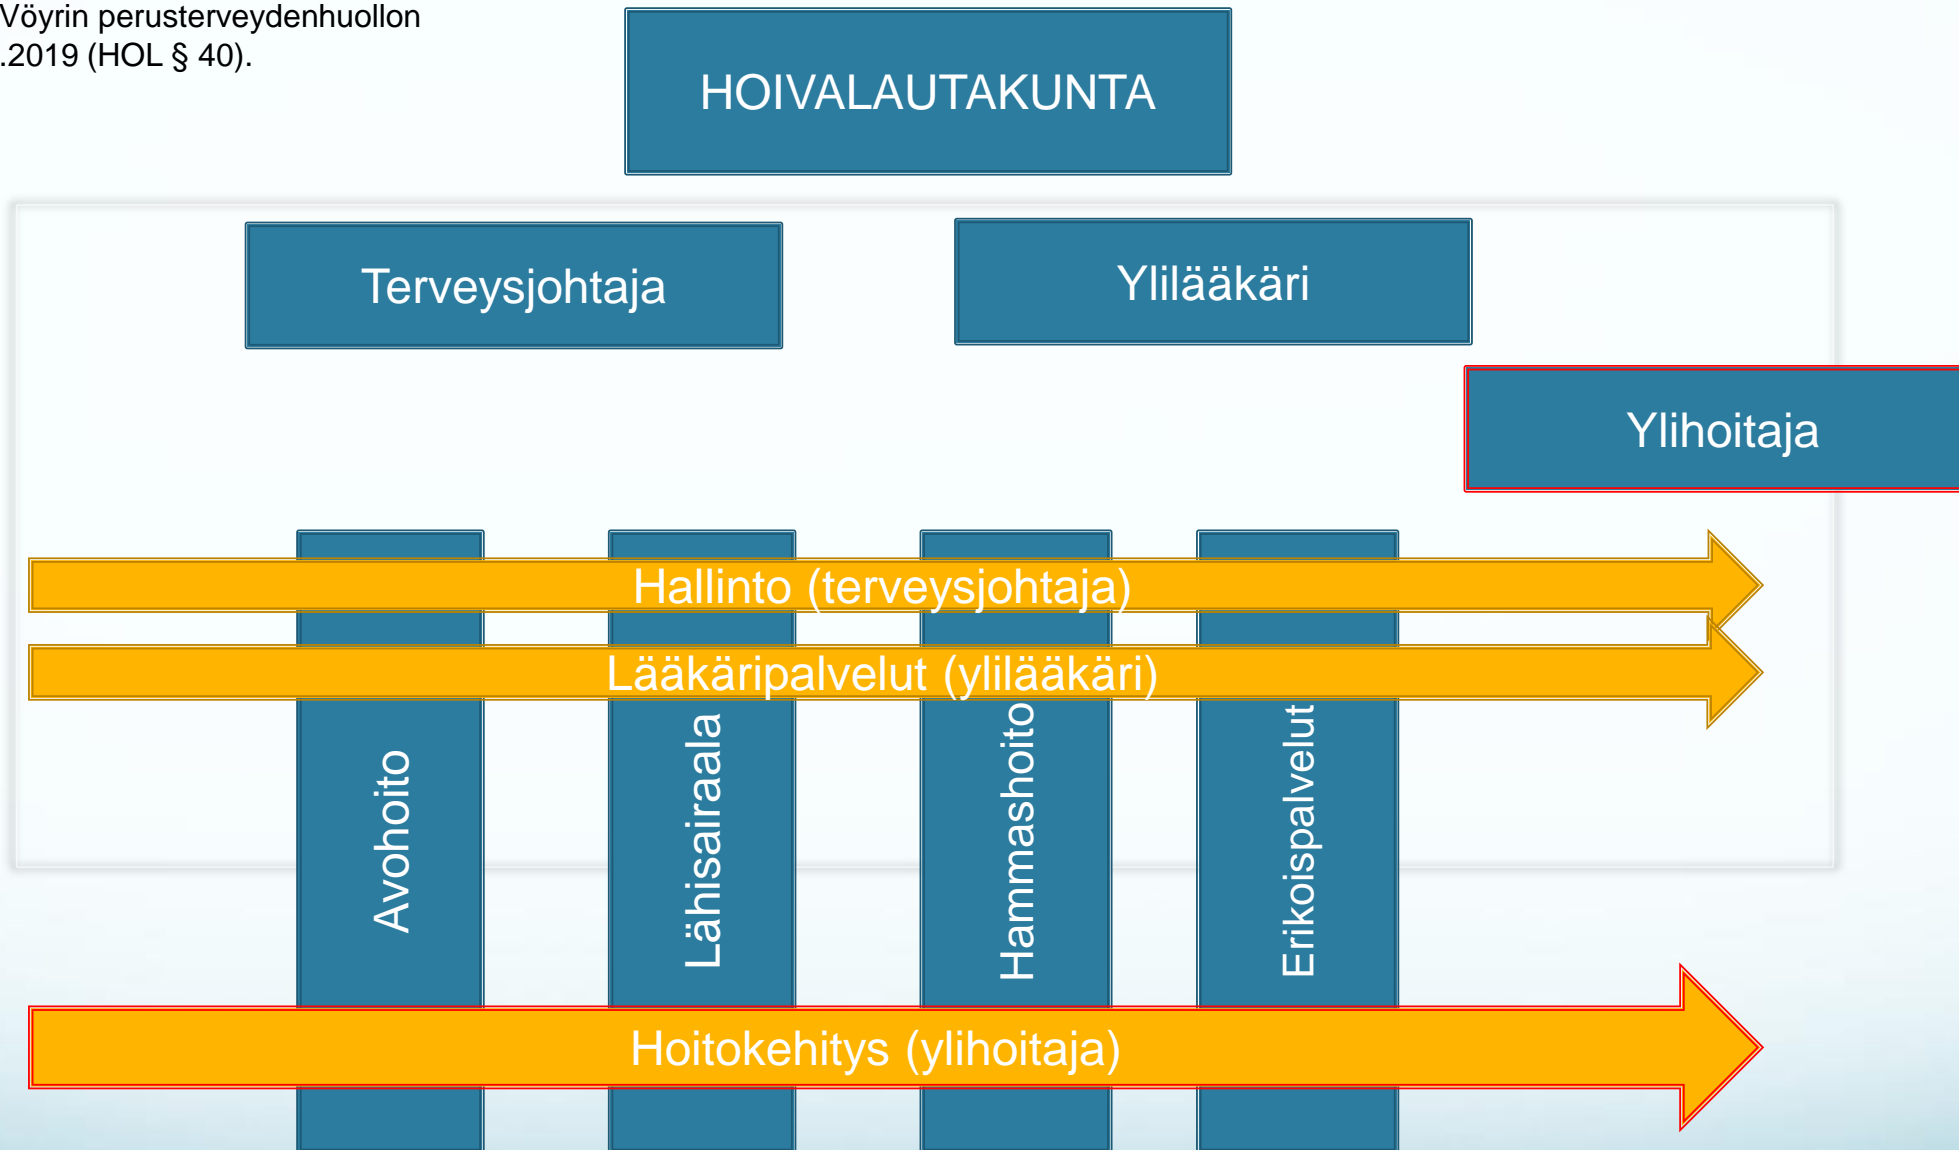 Vöyrin perusterveydenhuollon
.2019 (HOL § 40).
HOIVALAUTAKUNTA
Terveysjohtaja
Ylilääkäri
Ylihoitaja
Hallinto (terveysjohtaja)
Lääkäripalvelut (ylilääkäri)
Avohoito
Lähisairaala
Hammashoito
Erikoispalvelut
Hoitokehitys (ylihoitaja)